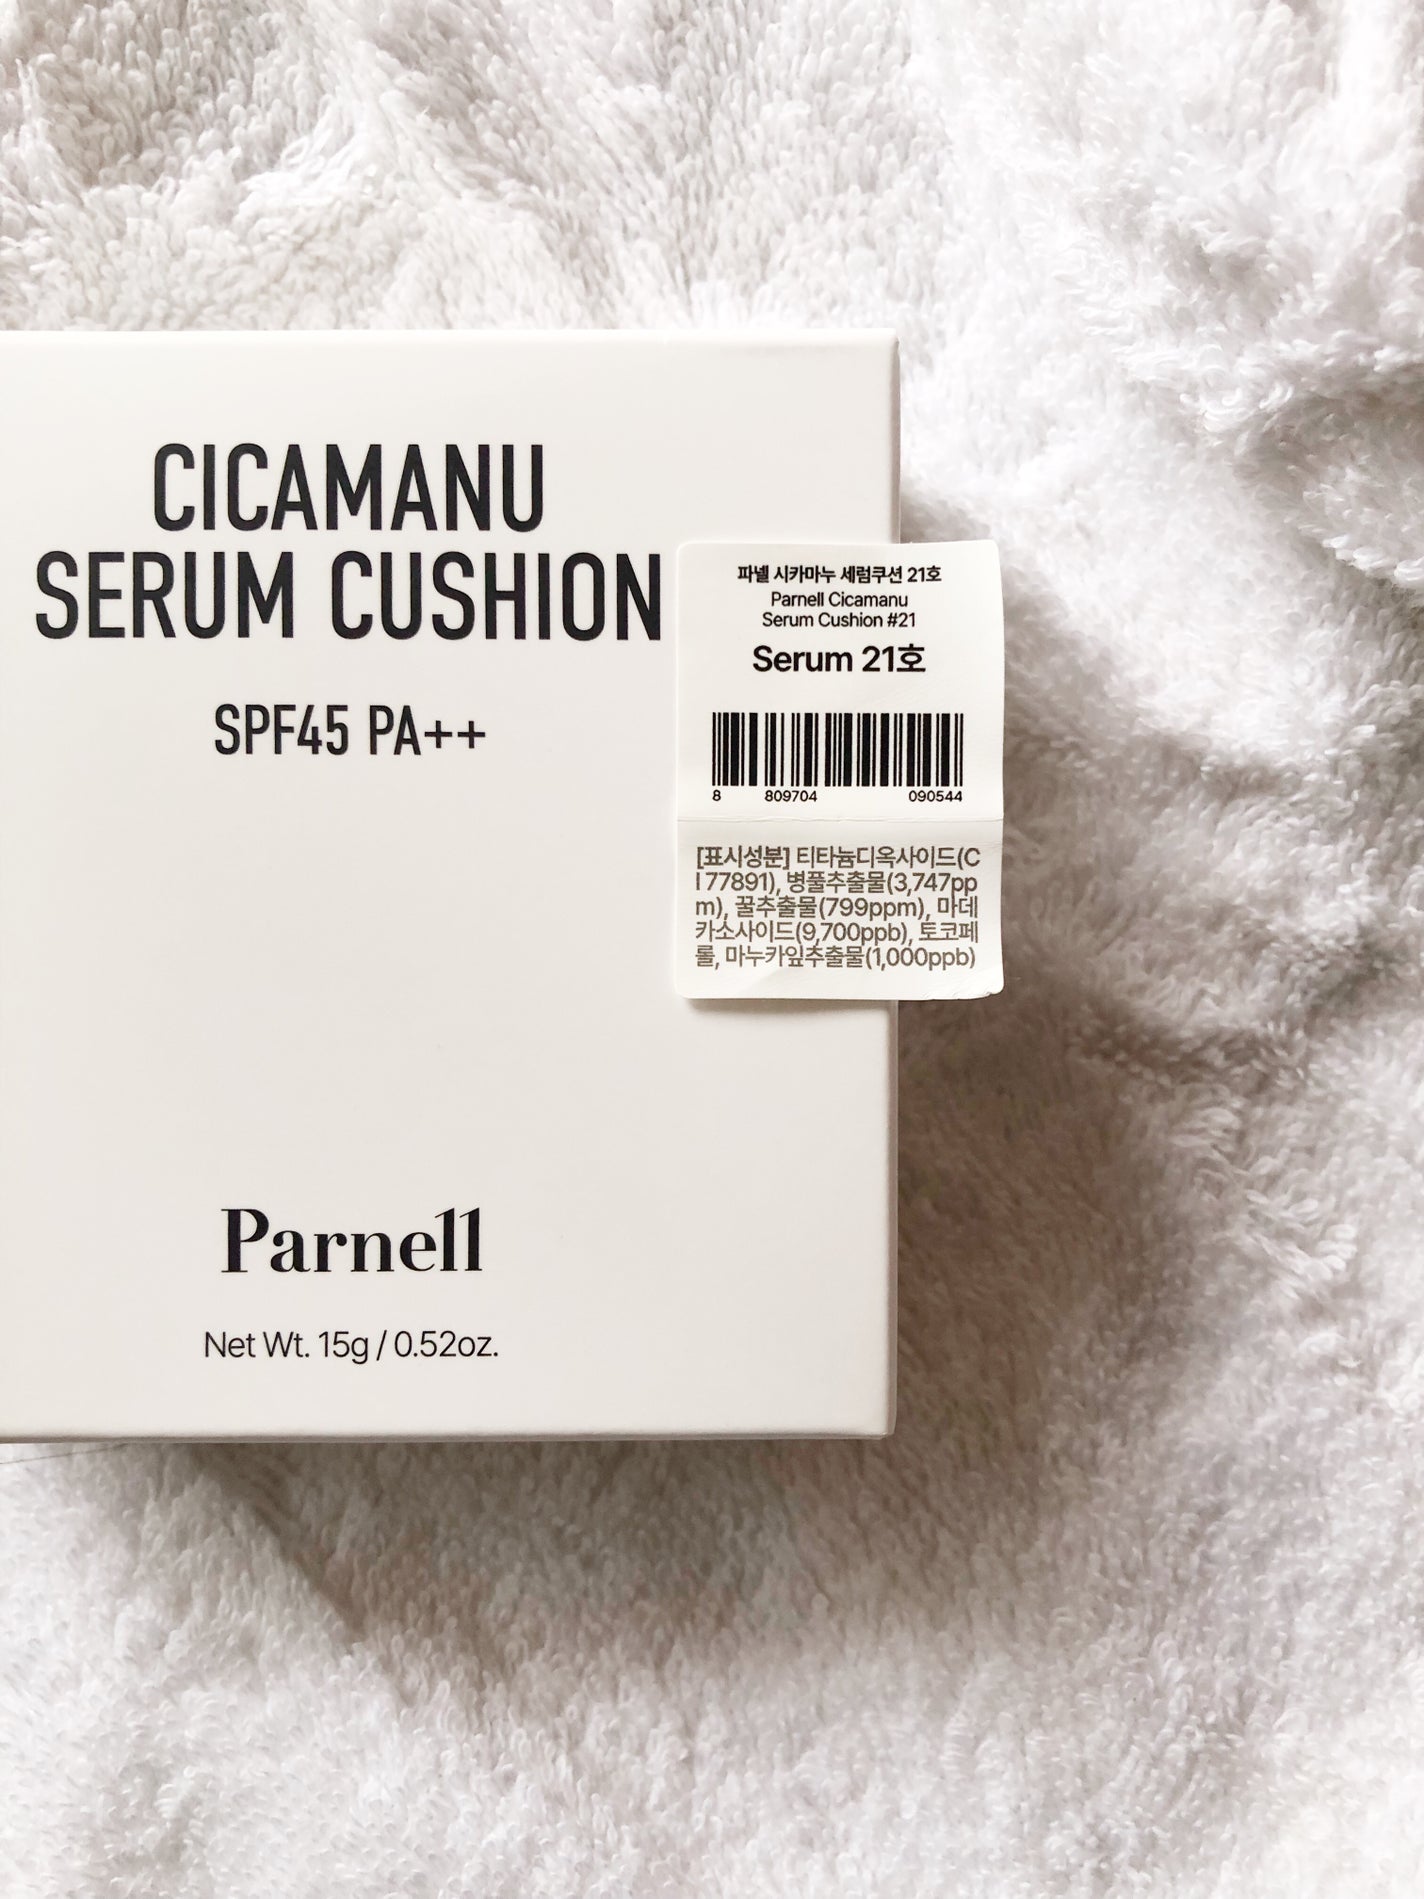 CICAMANU
SERUM CUSHION
SPF45 PA++
파넬 시카마누 세럼쿠션 21호
Parnell Cicamanu
Serum Cushion #21
Serum 21호
8 809704 090544
[표시성분] 티타늄디옥사이드(C
I 77891), 병풀추출물(3,747pp
m), 꿀추출물(799ppm), 마데
카소사이드(9,700ppb), 토코페
롤, 마누카잎추출물(1,000ppb)
Parnell
Net Wt. 15g / 0.52oz.